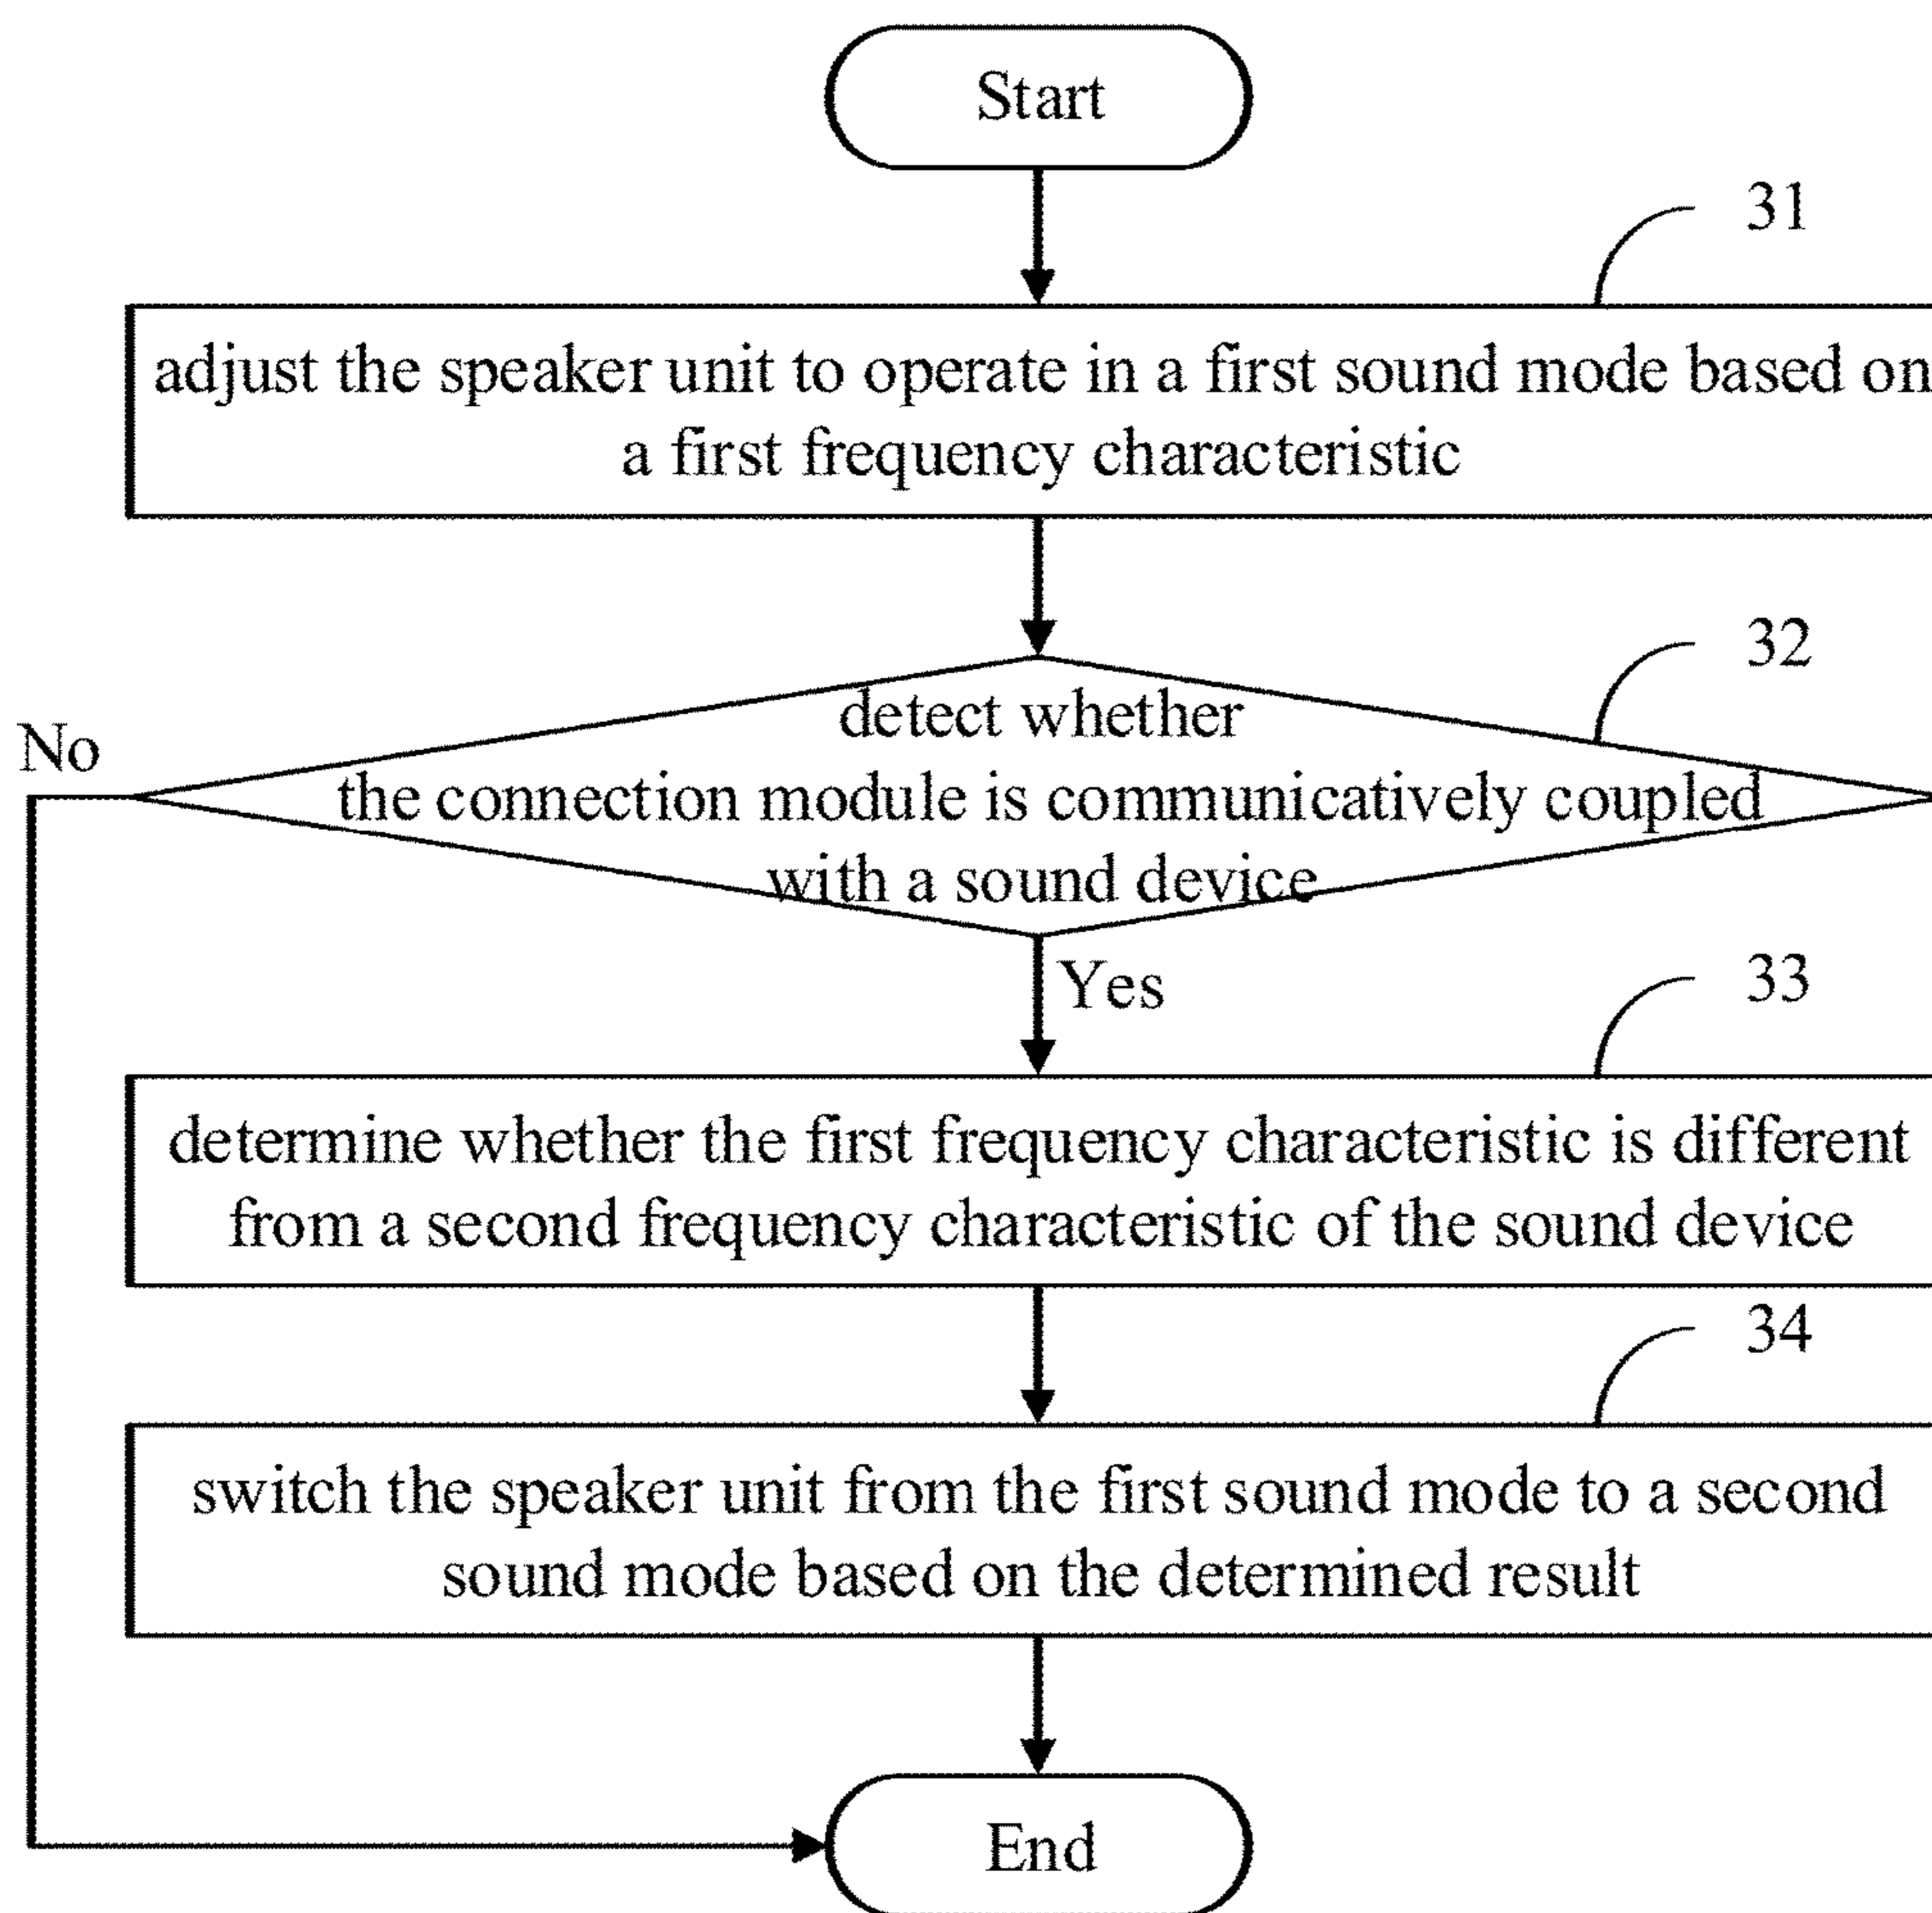 Start
31
adjust the speaker unit to operate in a first sound mode based on
a first frequency characteristic
32
detect whether
No
the connection module is communicatively coupled
with a sound device
Yes
33
determine whether the first frequency characteristic is different
from a second frequency characteristic of the sound device
34
switch the speaker unit from the first sound mode to a second
sound mode based on the determined result
End